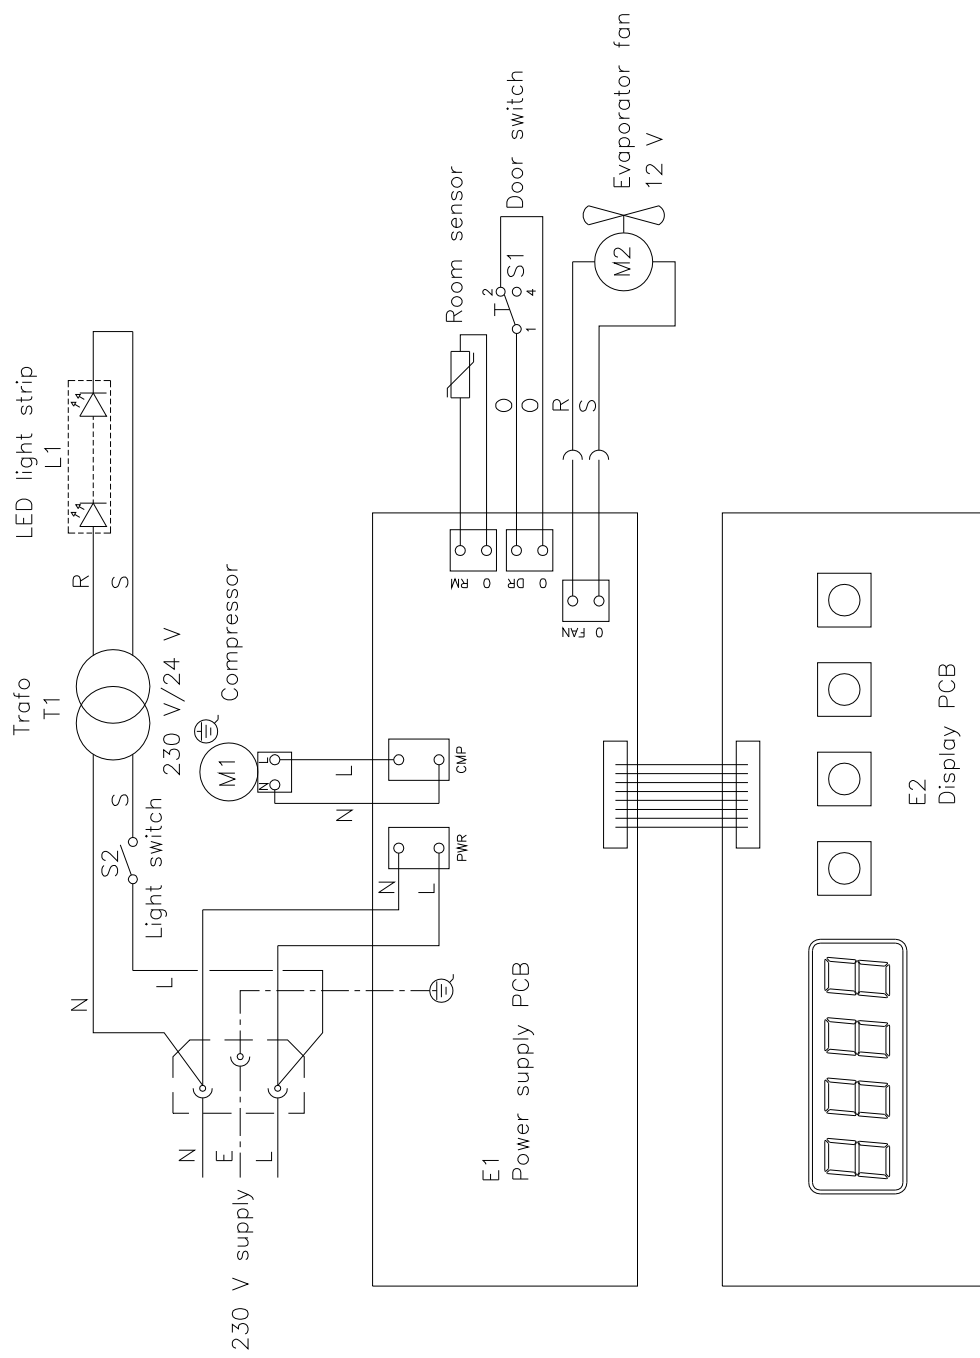 LED light strip
L1
Trafo
T1
230 V/24 V
R
S
S
S2
Light switch
N
L
M1
N
L
Compressor
L
N
CMP
PWR
N
L
230 V supply
N
E
L
Room sensor
Door switch
S1
2
4
1
O
O
R
S
M2
Evaporator fan
12 V
RM
0
DR
0
FAN
0
E1
Power supply PCB
E2
Display PCB